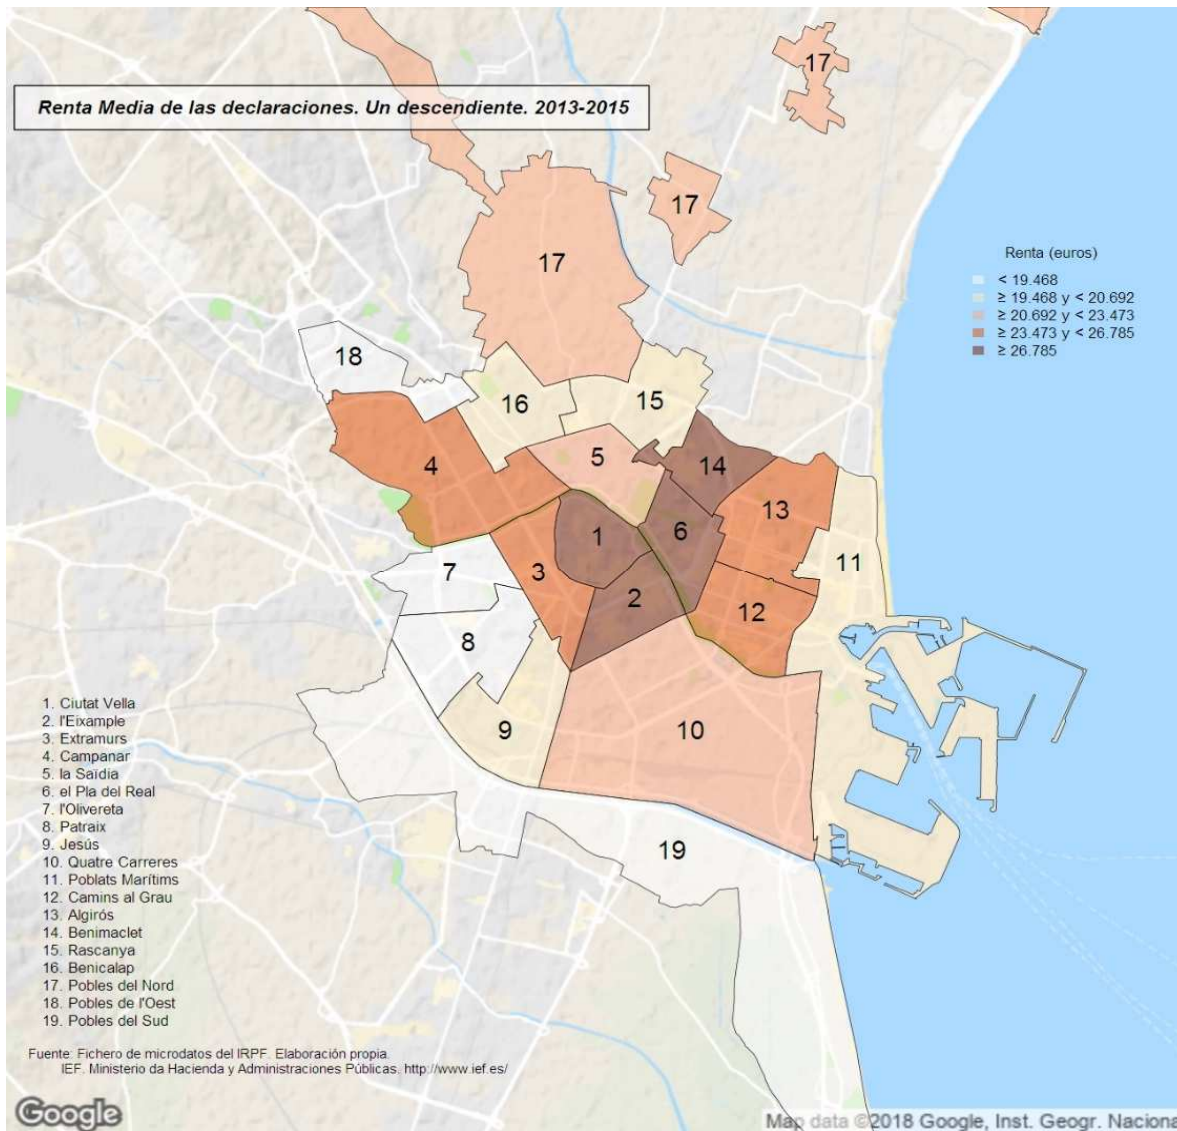 17
Renta Media de las declaraciones. Un descendiente. 2013-2015
17
17
Renta (euros)
< 19.468
≥ 19.468 y < 20.692
≥ 20.692 y < 23.473
≥ 23.473 y < 26.785
≥ 26.785
18
16
15
5
4
14
13
1
6
11
7
3
2
12
8
9
10
19
1. Ciutat Vella
2. l'Eixample
3. Extramurs
4. Campanar
5. la Saïdia
6. el Pla del Real
7. l'Olivereta
8. Patraix
9. Jesús
10. Quatre Carreres
11. Poblats Marítims
12. Camins al Grau
13. Algirós
14. Benimaclet
15. Rascanya
16. Benicalap
17. Pobles del Nord
18. Pobles de l'Oest
19. Pobles del Sud
Fuente: Fichero de microdatos del IRPF. Elaboración propia.
IEF. Ministerio da Hacienda y Administraciones Públicas. http://www.ief.es/
Google
Map data ©2018 Google, Inst. Geogr. Naciona